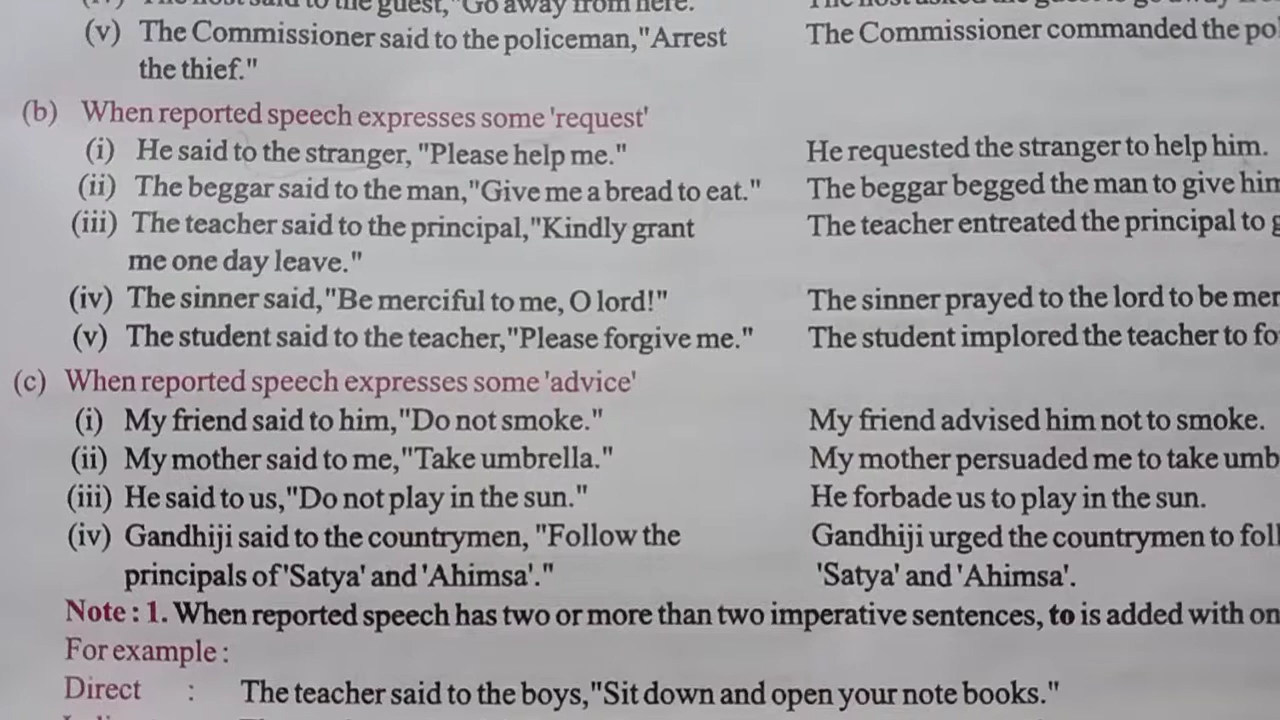 (v) The Commissioner said to the policeman,"Arrest The Commissioner commanded the
the thief."
(b) When reported speech expresses some 'request'
(i) He said to the stranger, "Please help me." He requested the stranger to help him.
(ii) The beggar said to the man,"Give me a bread to eat." The beggar begged the man to give him
(iii) The teacher said to the principal,"Kindly grant The teacher entreated the principal to
me one day leave."
(iv) The sinner said,"Be merciful to me, O lord!" The sinner prayed to the lord to be
(v) The student said to the teacher,"Please forgive me." The student implored the teacher to
(c) When reported speech expresses some 'advice'
(i) My friend said to him,"Do not smoke." My friend advised him not to smoke.
(ii) My mother said to me,"Take umbrella." My mother persuaded me to take
(iii) He said to us,"Do not play in the sun." He forbade us to play in the sun.
(iv) Gandhiji said to the countrymen, "Follow the Gandhiji urged the countrymen to
principals of 'Satya' and 'Ahimsa'." 'Satya' and 'Ahimsa'.
Note : 1. When reported speech has two or more than two imperative sentences, to is added with
For example :
Direct : The teacher said to the boys,"Sit down and open your note books."